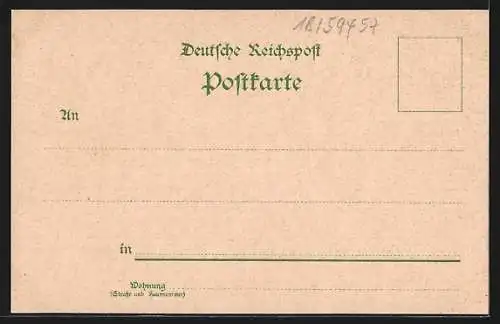 1B159457
Deutsche Reichspost
Postkarte
An
in
Wohnung
(Straße und Hausnummer)